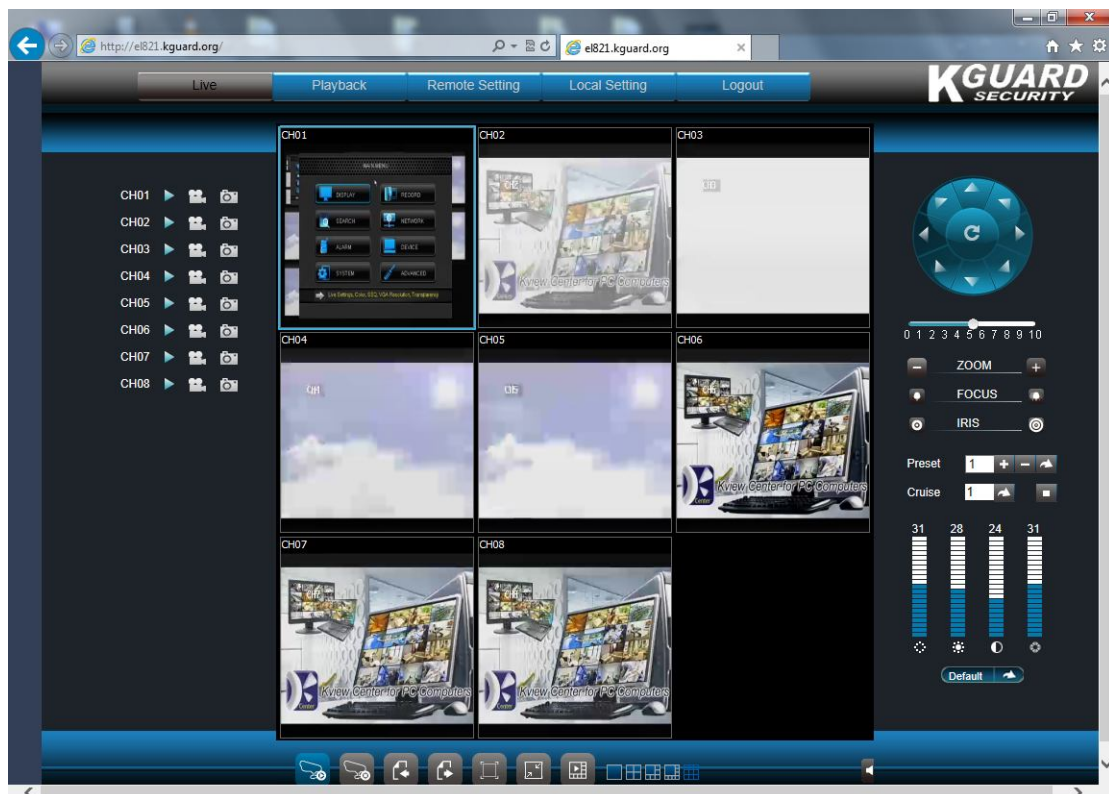 http://el821.kguard.org/
el821.kguard.org
Live
Playback
Remote Setting
Local Setting
Logout
KGUARD
SECURITY
CH01
CH02
CH03
CH04
CH05
CH06
CH07
CH08
CH01
MAIN MENU
DISPLAY
RECORD
SEARCH
NETWORK
ALARM
DEVICE
SYSTEM
ADVANCED
CH02
Kview Center for PC Computers
CH03
CH04
CH05
CH06
Kview Center for PC Computers
Center
CH07
Kview Center for PC Computers
Center
CH08
Kview Center for PC Computers
Center
0 1 2 3 4 5 6 7 8 9 10
ZOOM
FOCUS
IRIS
Preset 1
Cruise 1
31 28 24 31
Default